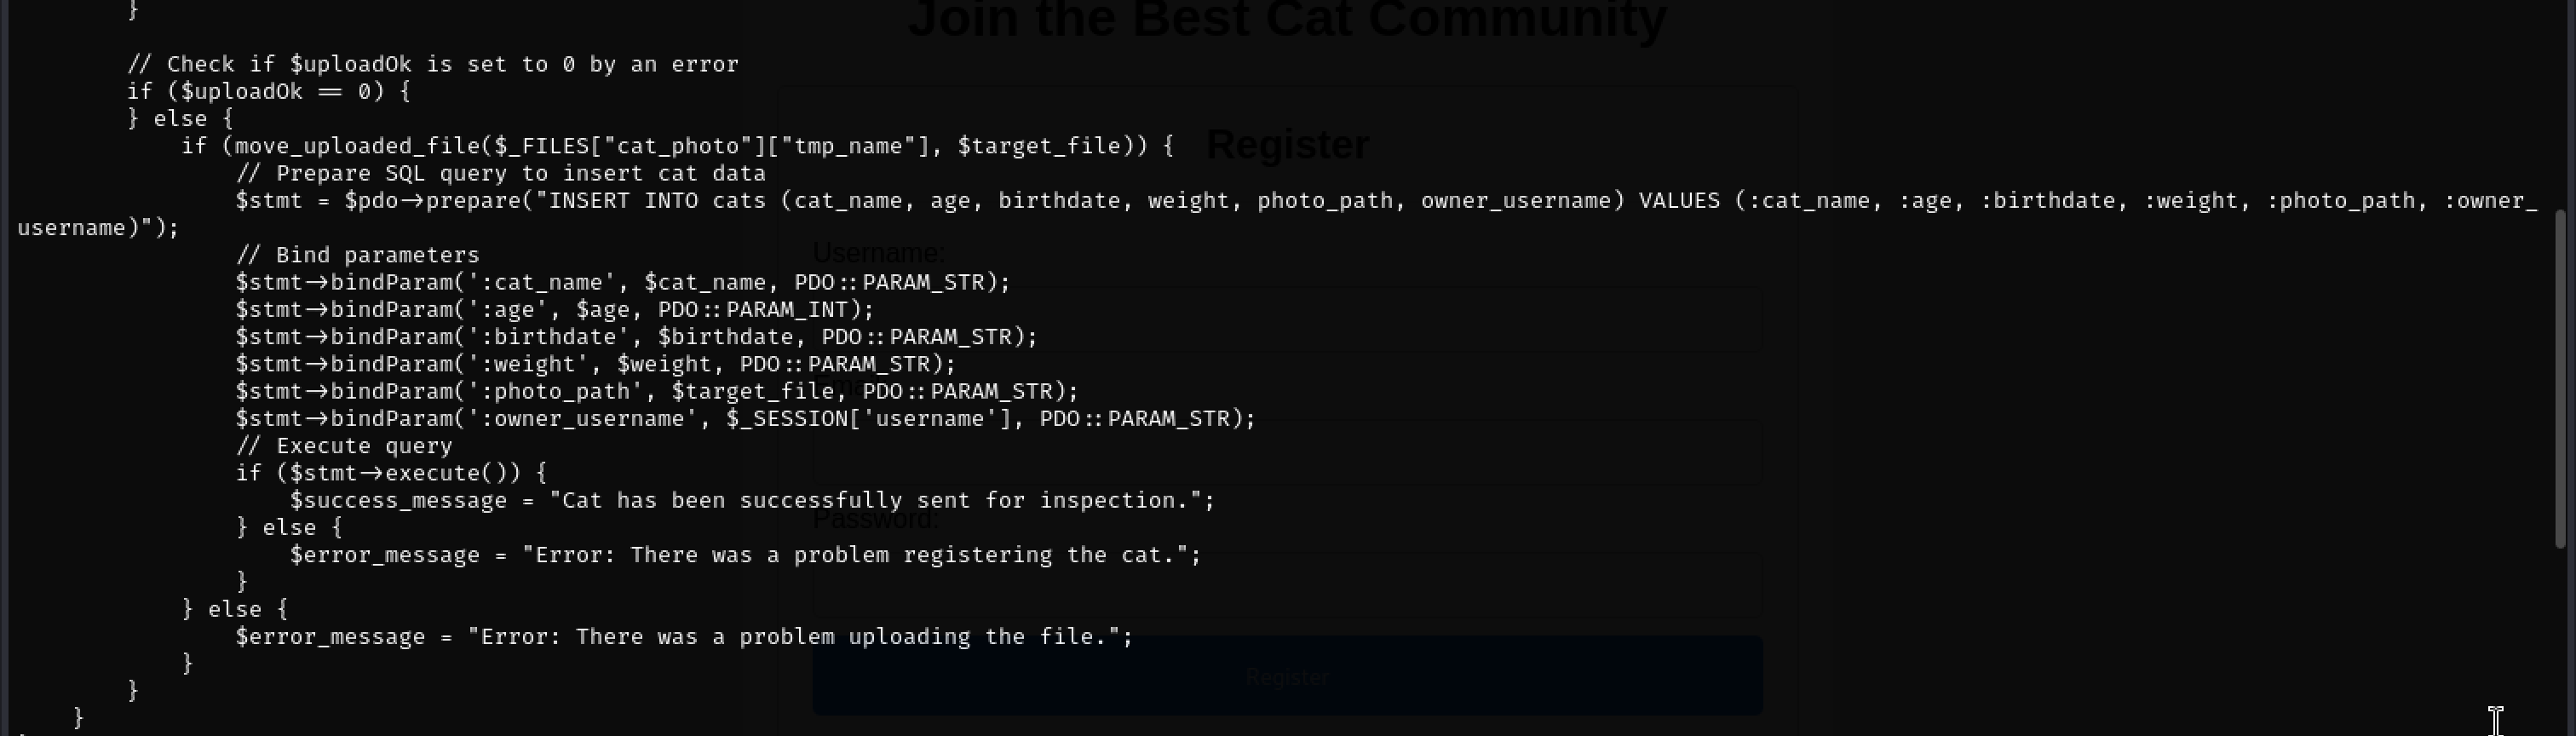 }
Join the Best Cat Community
        // Check if $uploadOk is set to 0 by an error
        if ($uploadOk == 0) {
        } else {
            if (move_uploaded_file($_FILES["cat_photo"]["tmp_name"], $target_file)) {
Register
                // Prepare SQL query to insert cat data
                $stmt = $pdo->prepare("INSERT INTO cats (cat_name, age, birthdate, weight, photo_path, owner_username) VALUES (:cat_name, :age, :birthdate, :weight, :photo_path, :owner_
username)");
                // Bind parameters
Username:
                $stmt->bindParam(':cat_name', $cat_name, PDO::PARAM_STR);
                $stmt->bindParam(':age', $age, PDO::PARAM_INT);
                $stmt->bindParam(':birthdate', $birthdate, PDO::PARAM_STR);
                $stmt->bindParam(':weight', $weight, PDO::PARAM_STR);
                $stmt->bindParam(':photo_path', $target_file, PDO::PARAM_STR);
                $stmt->bindParam(':owner_username', $_SESSION['username'], PDO::PARAM_STR);
                // Execute query
                if ($stmt->execute()) {
                    $success_message = "Cat has been successfully sent for inspection.";
                } else {
Password:
                    $error_message = "Error: There was a problem registering the cat.";
                }
            } else {
                $error_message = "Error: There was a problem uploading the file.";
            }
Register
        }
    }